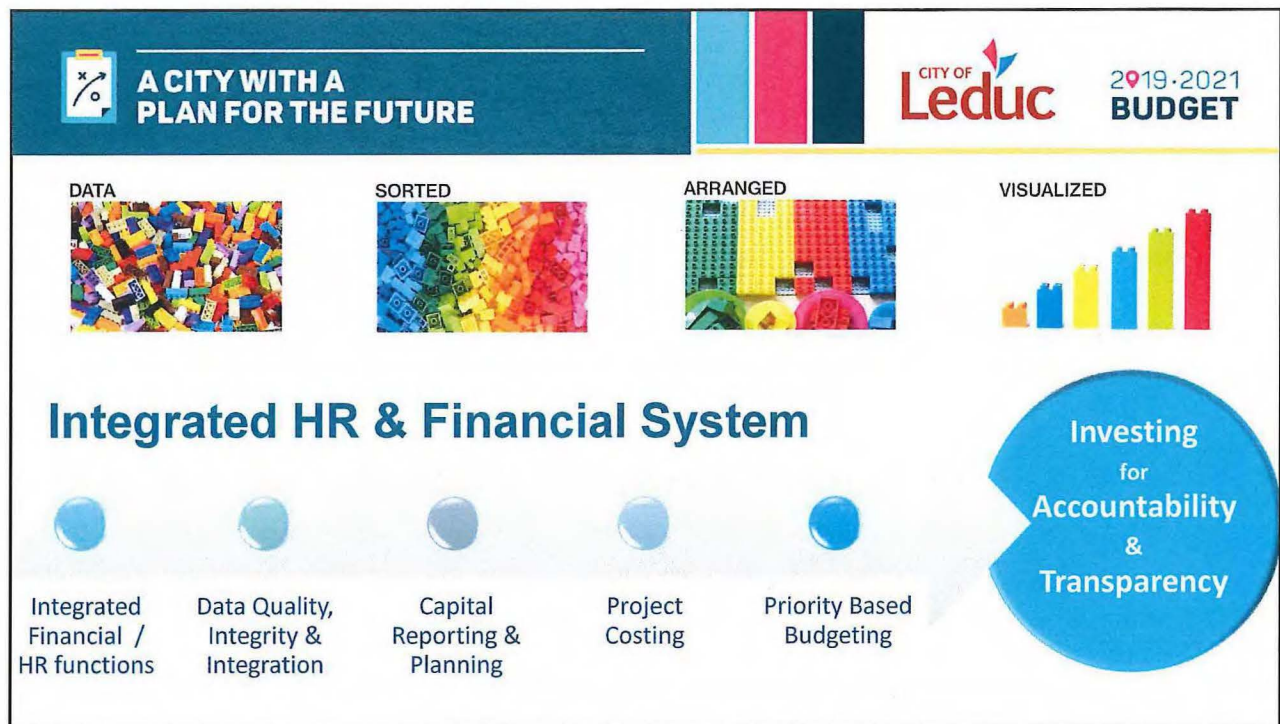 A CITY WITH A
PLAN FOR THE FUTURE
CITY OF
Leduc
2019·2021
BUDGET
DATA
SORTED
ARRANGED
VISUALIZED
Integrated HR & Financial System
Investing
for
Accountability
&
Transparency
Integrated
Financial /
HR functions
Data Quality,
Integrity &
Integration
Capital
Reporting &
Planning
Project
Costing
Priority Based
Budgeting